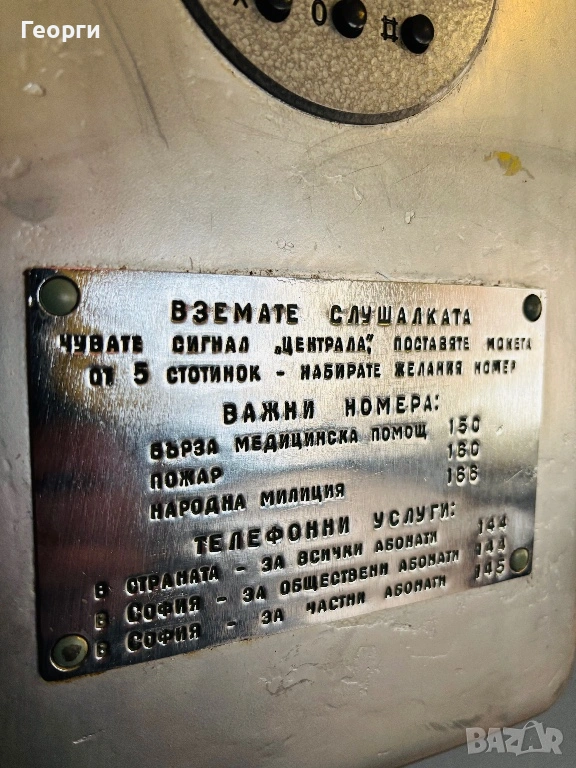 Георги
* 0 #
ВЗЕМАТЕ СЛУШАЛКАТА
ЧУВАТЕ СИГНАЛ „ЦЕНТРАЛА", ПОСТАВЯТЕ МОНЕТА
ОТ 5 СТОТИНОК - НАБИРАТЕ ЖЕЛАНИЯ НОМЕР
ВАЖНИ НОМЕРА:
БЪРЗА МЕДИЦИНСКА ПОМОЩ 150
ПОЖАР 160
НАРОДНА МИЛИЦИЯ 166
ТЕЛЕФОННИ УСЛУГИ:
В СТРАНАТА - ЗА ВСИЧКИ АБОНАТИ 144
В СОФИЯ - ЗА ОБЩЕСТВЕНИ АБОНАТИ 144
В СОФИЯ - ЗА ЧАСТНИ АБОНАТИ 145
BAZAR